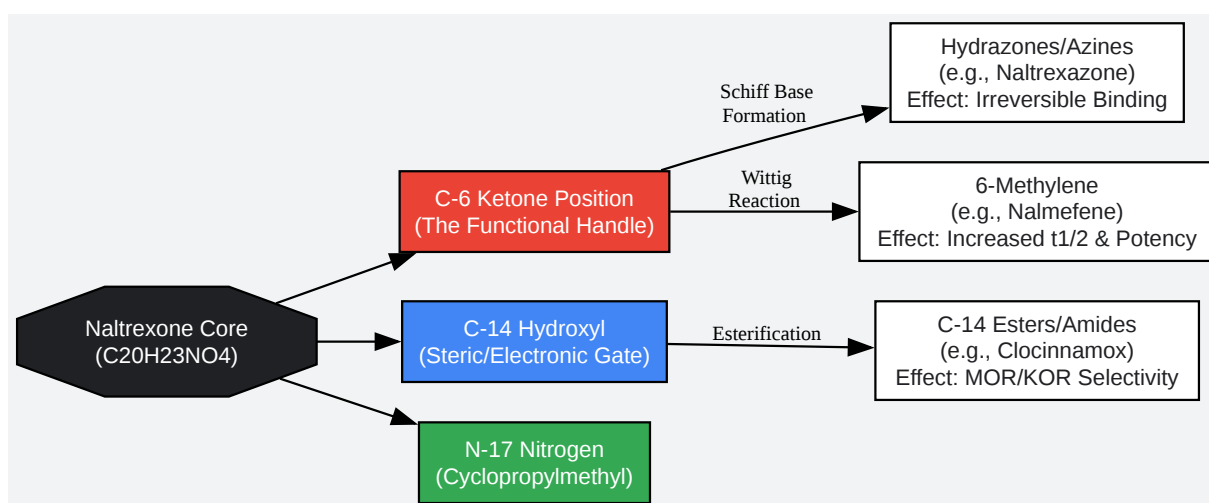 Hydrazones/Azines
(e.g., Naltrexazone)
Effect: Irreversible Binding
Schiff Base
Formation
Wittig
Reaction
C-6 Ketone Position
(The Functional Handle)
6-Methylene
(e.g., Nalmefene)
Effect: Increased t1/2 & Potency
Naltrexone Core
(C20H23NO4)
C-14 Hydroxyl
(Steric/Electronic Gate)
Esterification
C-14 Esters/Amides
(e.g., Clocinnamox)
Effect: MOR/KOR Selectivity
N-17 Nitrogen
(Cyclopropylmethyl)